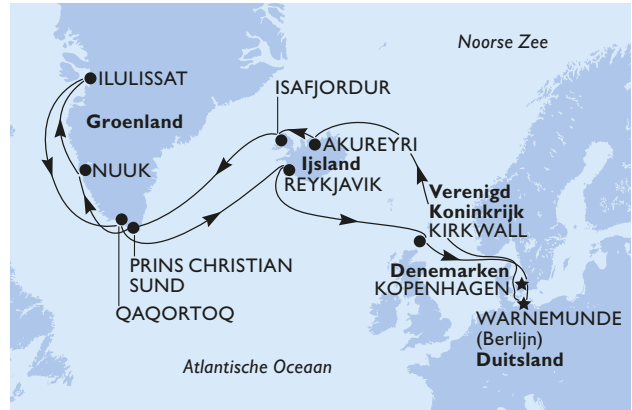 Noorse Zee
ILULISSAT
ISAFJORDUR
Groenland
AKUREYRI
Ijsland
NUUK
REYKJAVIK
Verenigd
Koninkrijk
KIRKWALL
PRINS CHRISTIAN
SUND
Denemarken
KOPENHAGEN
QAQORTOQ
WARNEMUNDE
(Berlijn)
Duitsland
Atlantische Oceaan